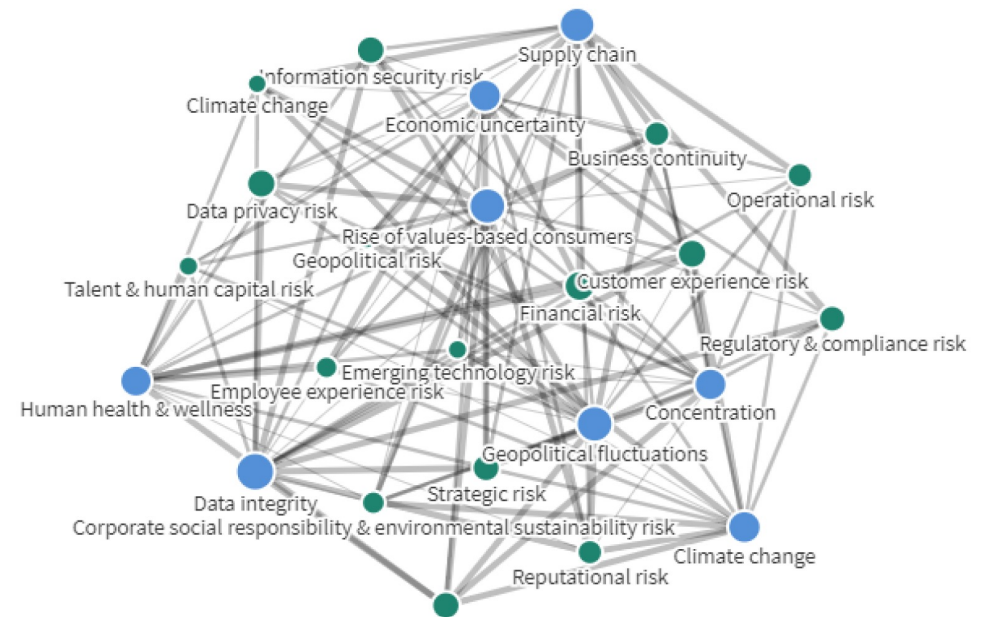 Supply chain
Information security risk
Climate change
Economic uncertainty
Business continuity
Operational risk
Data privacy risk
Rise of values-based consumers
Geopolitical risk
Talent & human capital risk
Customer experience risk
Financial risk
Regulatory & compliance risk
Emerging technology risk
Employee experience risk
Human health & wellness
Concentration
Geopolitical fluctuations
Strategic risk
Data integrity
Corporate social responsibility & environmental sustainability risk
Climate change
Reputational risk